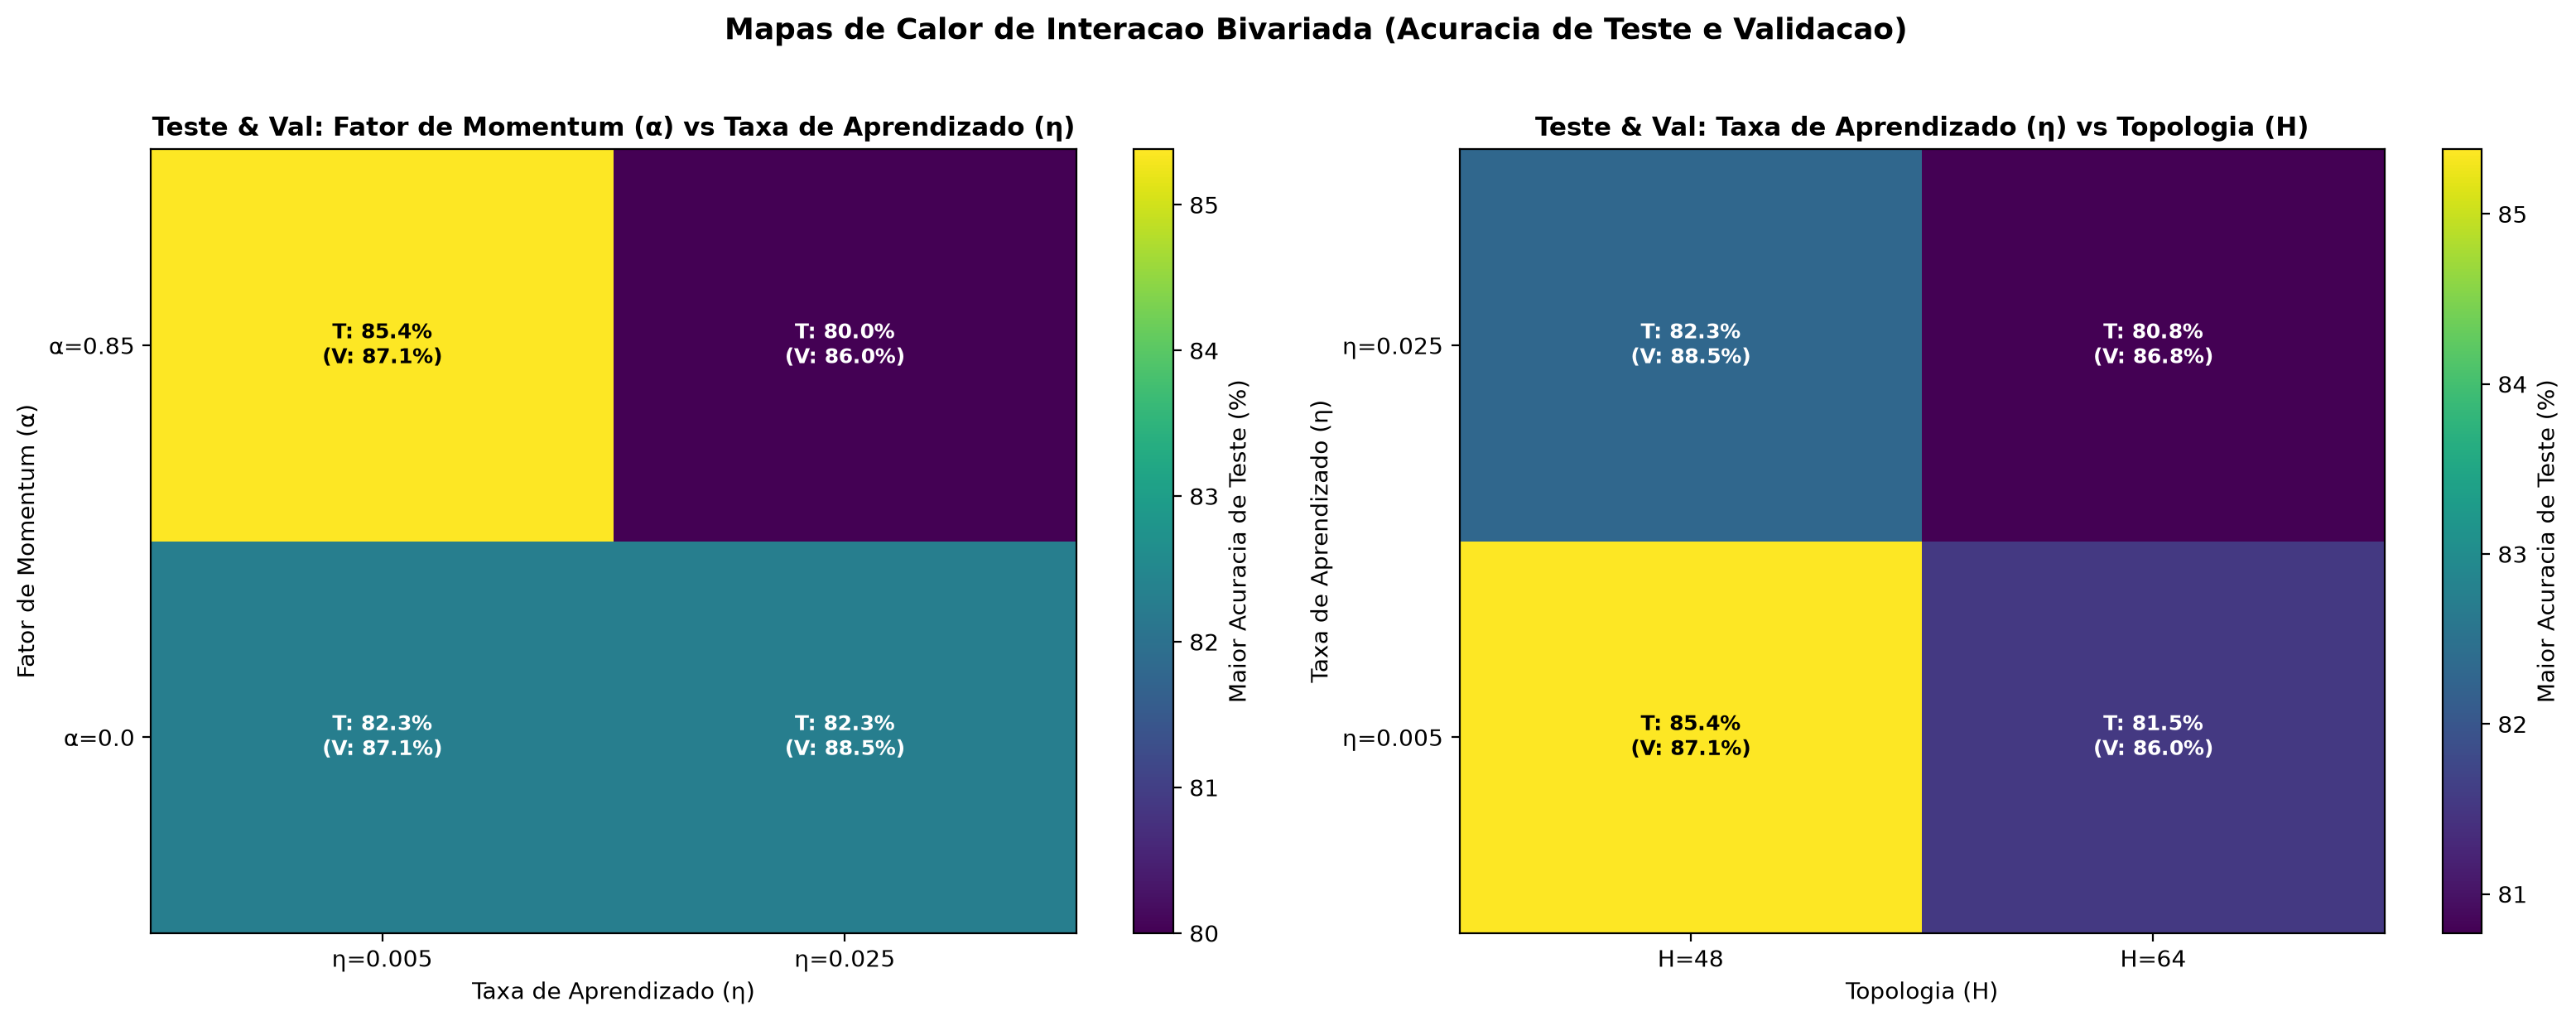 Mapas de Calor de Interacao Bivariada (Acuracia de Teste e Validacao)
Teste & Val: Fator de Momentum (α) vs Taxa de Aprendizado (η)
Fator de Momentum (α)
α=0.85
α=0.0
T: 85.4%
(V: 87.1%)
T: 80.0%
(V: 86.0%)
T: 82.3%
(V: 87.1%)
T: 82.3%
(V: 88.5%)
η=0.005
η=0.025
Taxa de Aprendizado (η)
85
84
83
82
81
80
Maior Acuracia de Teste (%)
Teste & Val: Taxa de Aprendizado (η) vs Topologia (H)
Taxa de Aprendizado (η)
η=0.025
η=0.005
T: 82.3%
(V: 88.5%)
T: 80.8%
(V: 86.8%)
T: 85.4%
(V: 87.1%)
T: 81.5%
(V: 86.0%)
H=48
H=64
Topologia (H)
85
84
83
82
81
Maior Acuracia de Teste (%)